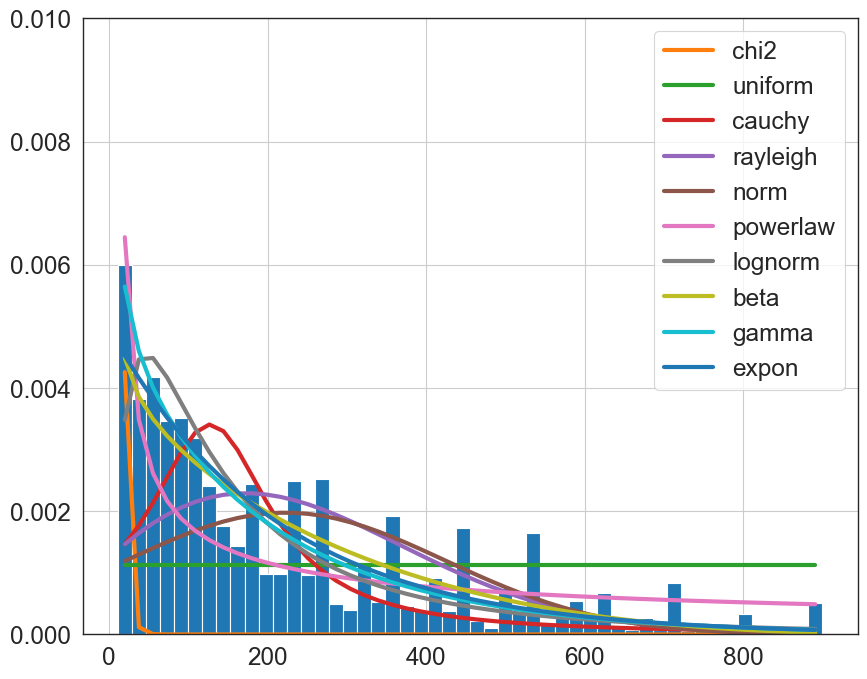 0.010
0.008
0.006
0.004
0.002
0.000
0 200 400 600 800
chi2
uniform
cauchy
rayleigh
norm
powerlaw
lognorm
beta
gamma
expon